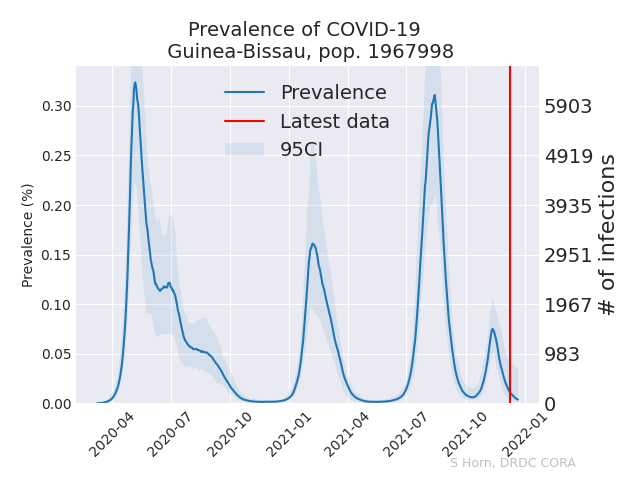 Prevalence of COVID-19
Guinea-Bissau, pop. 1967998
Prevalence
Latest data
95CI
Prevalence (%)
0.30
0.25
0.20
0.15
0.10
0.05
0.00
5903
4919
3935
2951
1967
983
0
# of infections
2020-04
2020-07
2020-10
2021-01
2021-04
2021-07
2021-10
2022-01
S Horn, DRDC CORA